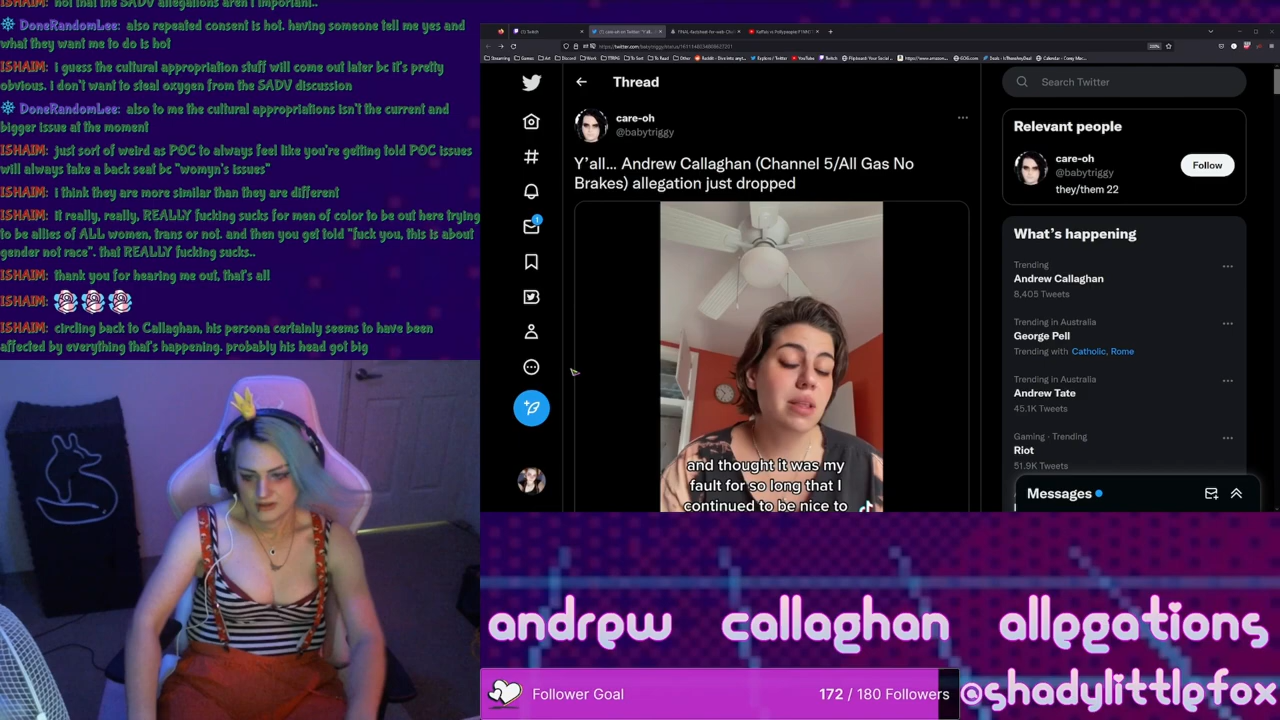 not that the SADV allegations aren't important..
DoneRandomLee: also repeated consent is hot. having someone tell me yes and
what they want me to do is hot
ISHAIM: I guess the cultural appropriation stuff will come out later bc it's pretty
obvious. i don't want to steal oxygen from the SADV discussion
DoneRandomLee: also to me the cultural appropriations isn't the current and
bigger issue at the moment
ISHAIM: just sort of weird as POC to always feel like you're getting told POC issues
will always take a back seat bc "womyn's issues"
ISHAIM: I think they are more similar than they are different
ISHAIM: it really, really, REALLY fucking sucks for men of color to be out here trying
to be allies of ALL women, trans or not. and then you get told "fuck you, this is about
gender not race". that REALLY fucking sucks..
ISHAIM: thank you for hearing me out, that's all
ISHAIM:
ISHAIM: circling back to Callaghan, his persona certainly seems to have been
affected by everything that's happening. probably his head got big
Thread
care-oh
@babytriggy
Y'all... Andrew Callaghan (Channel 5/All Gas No
Brakes) allegation just dropped
and thought it was my
fault for so long that I
continued to be nice to
1
Search Twitter
Relevant people
care-oh
@babytriggy
Follow
they/them 22
What's happening
Trending
Andrew Callaghan
8,405 Tweets
Trending in Australia
George Pell
Trending with Catholic, Rome
Trending in Australia
Andrew Tate
45.1K Tweets
Gaming · Trending
Riot
51.9K Tweets
Messages
andrew callaghan allegations
Follower Goal
172 / 180 Followers
@shadylittlefox